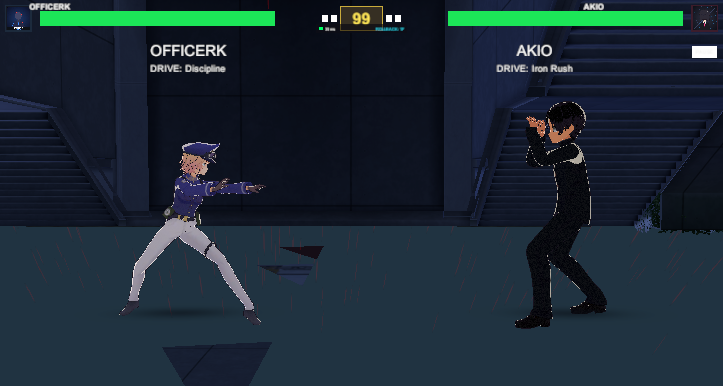 OFFICERK
99
AKIO
OFFICERK
AKIO
DRIVE: Discipline
DRIVE: Iron Rush